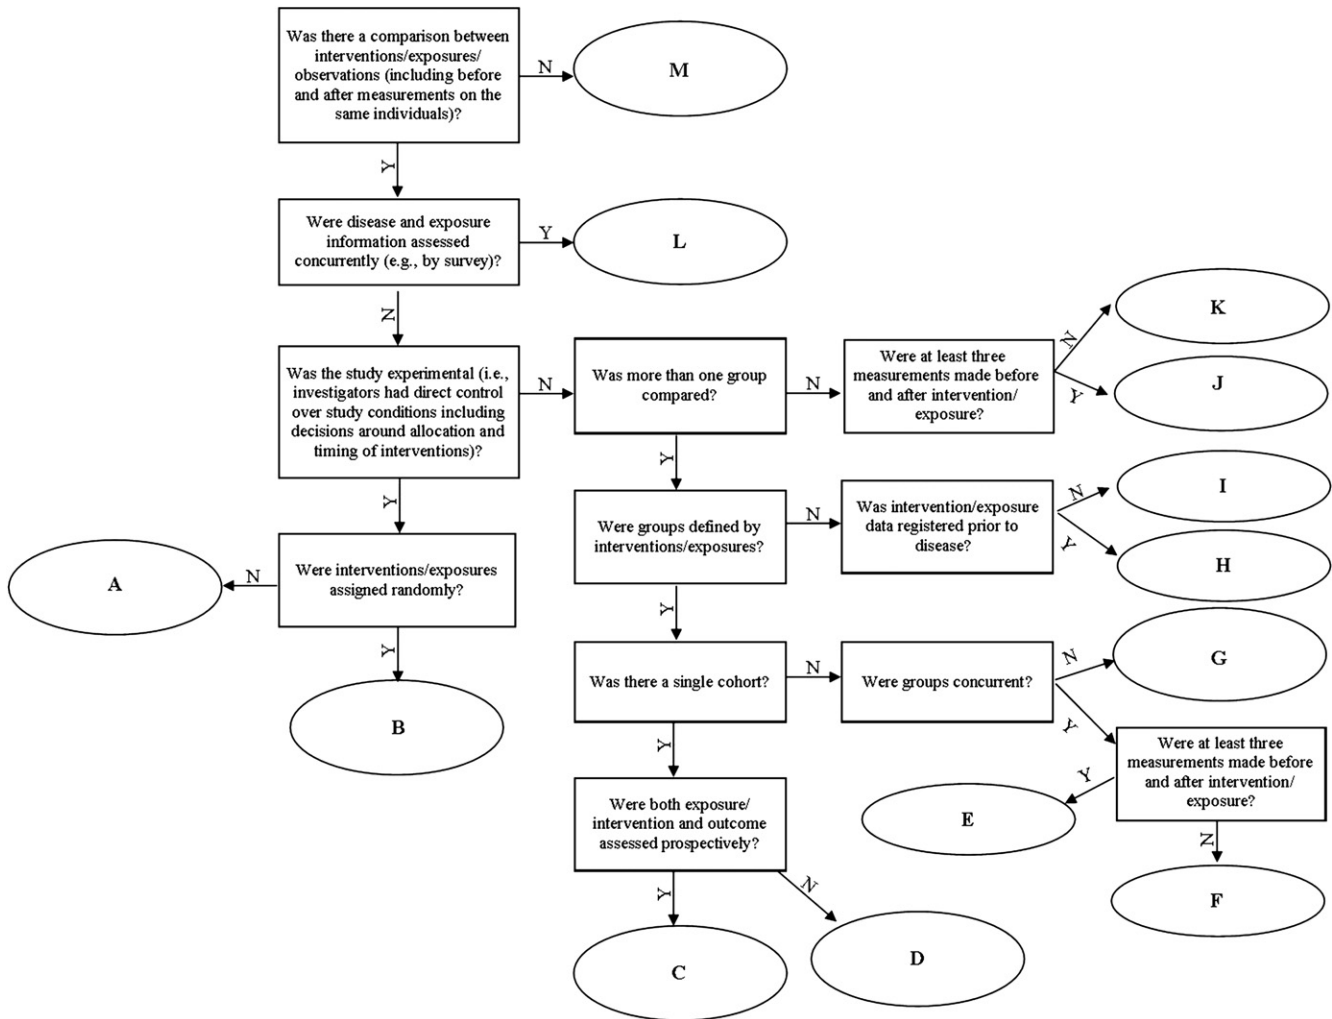 Was there a comparison between
interventions/exposures/
observations (including before
and after measurements on the
same individuals)?
N
M
Y
Were disease and exposure
information assessed
concurrently (e.g., by survey)?
Y
L
N
Was the study experimental (i.e.,
investigators had direct control
over study conditions including
decisions around allocation and
timing of interventions)?
N
Was more than one group
compared?
N
Were at least three
measurements made before
and after intervention/
exposure?
N
K
Y
J
Y
Y
Were groups defined by
interventions/exposures?
N
Was intervention/exposure
data registered prior to
disease?
N
I
Y
H
Were interventions/exposures
assigned randomly?
N
A
Y
B
Y
Was there a single cohort?
N
Were groups concurrent?
N
G
Y
Were at least three
measurements made before
and after intervention/
exposure?
Y
E
N
F
Y
Were both exposure/
intervention and outcome
assessed prospectively?
N
D
Y
C